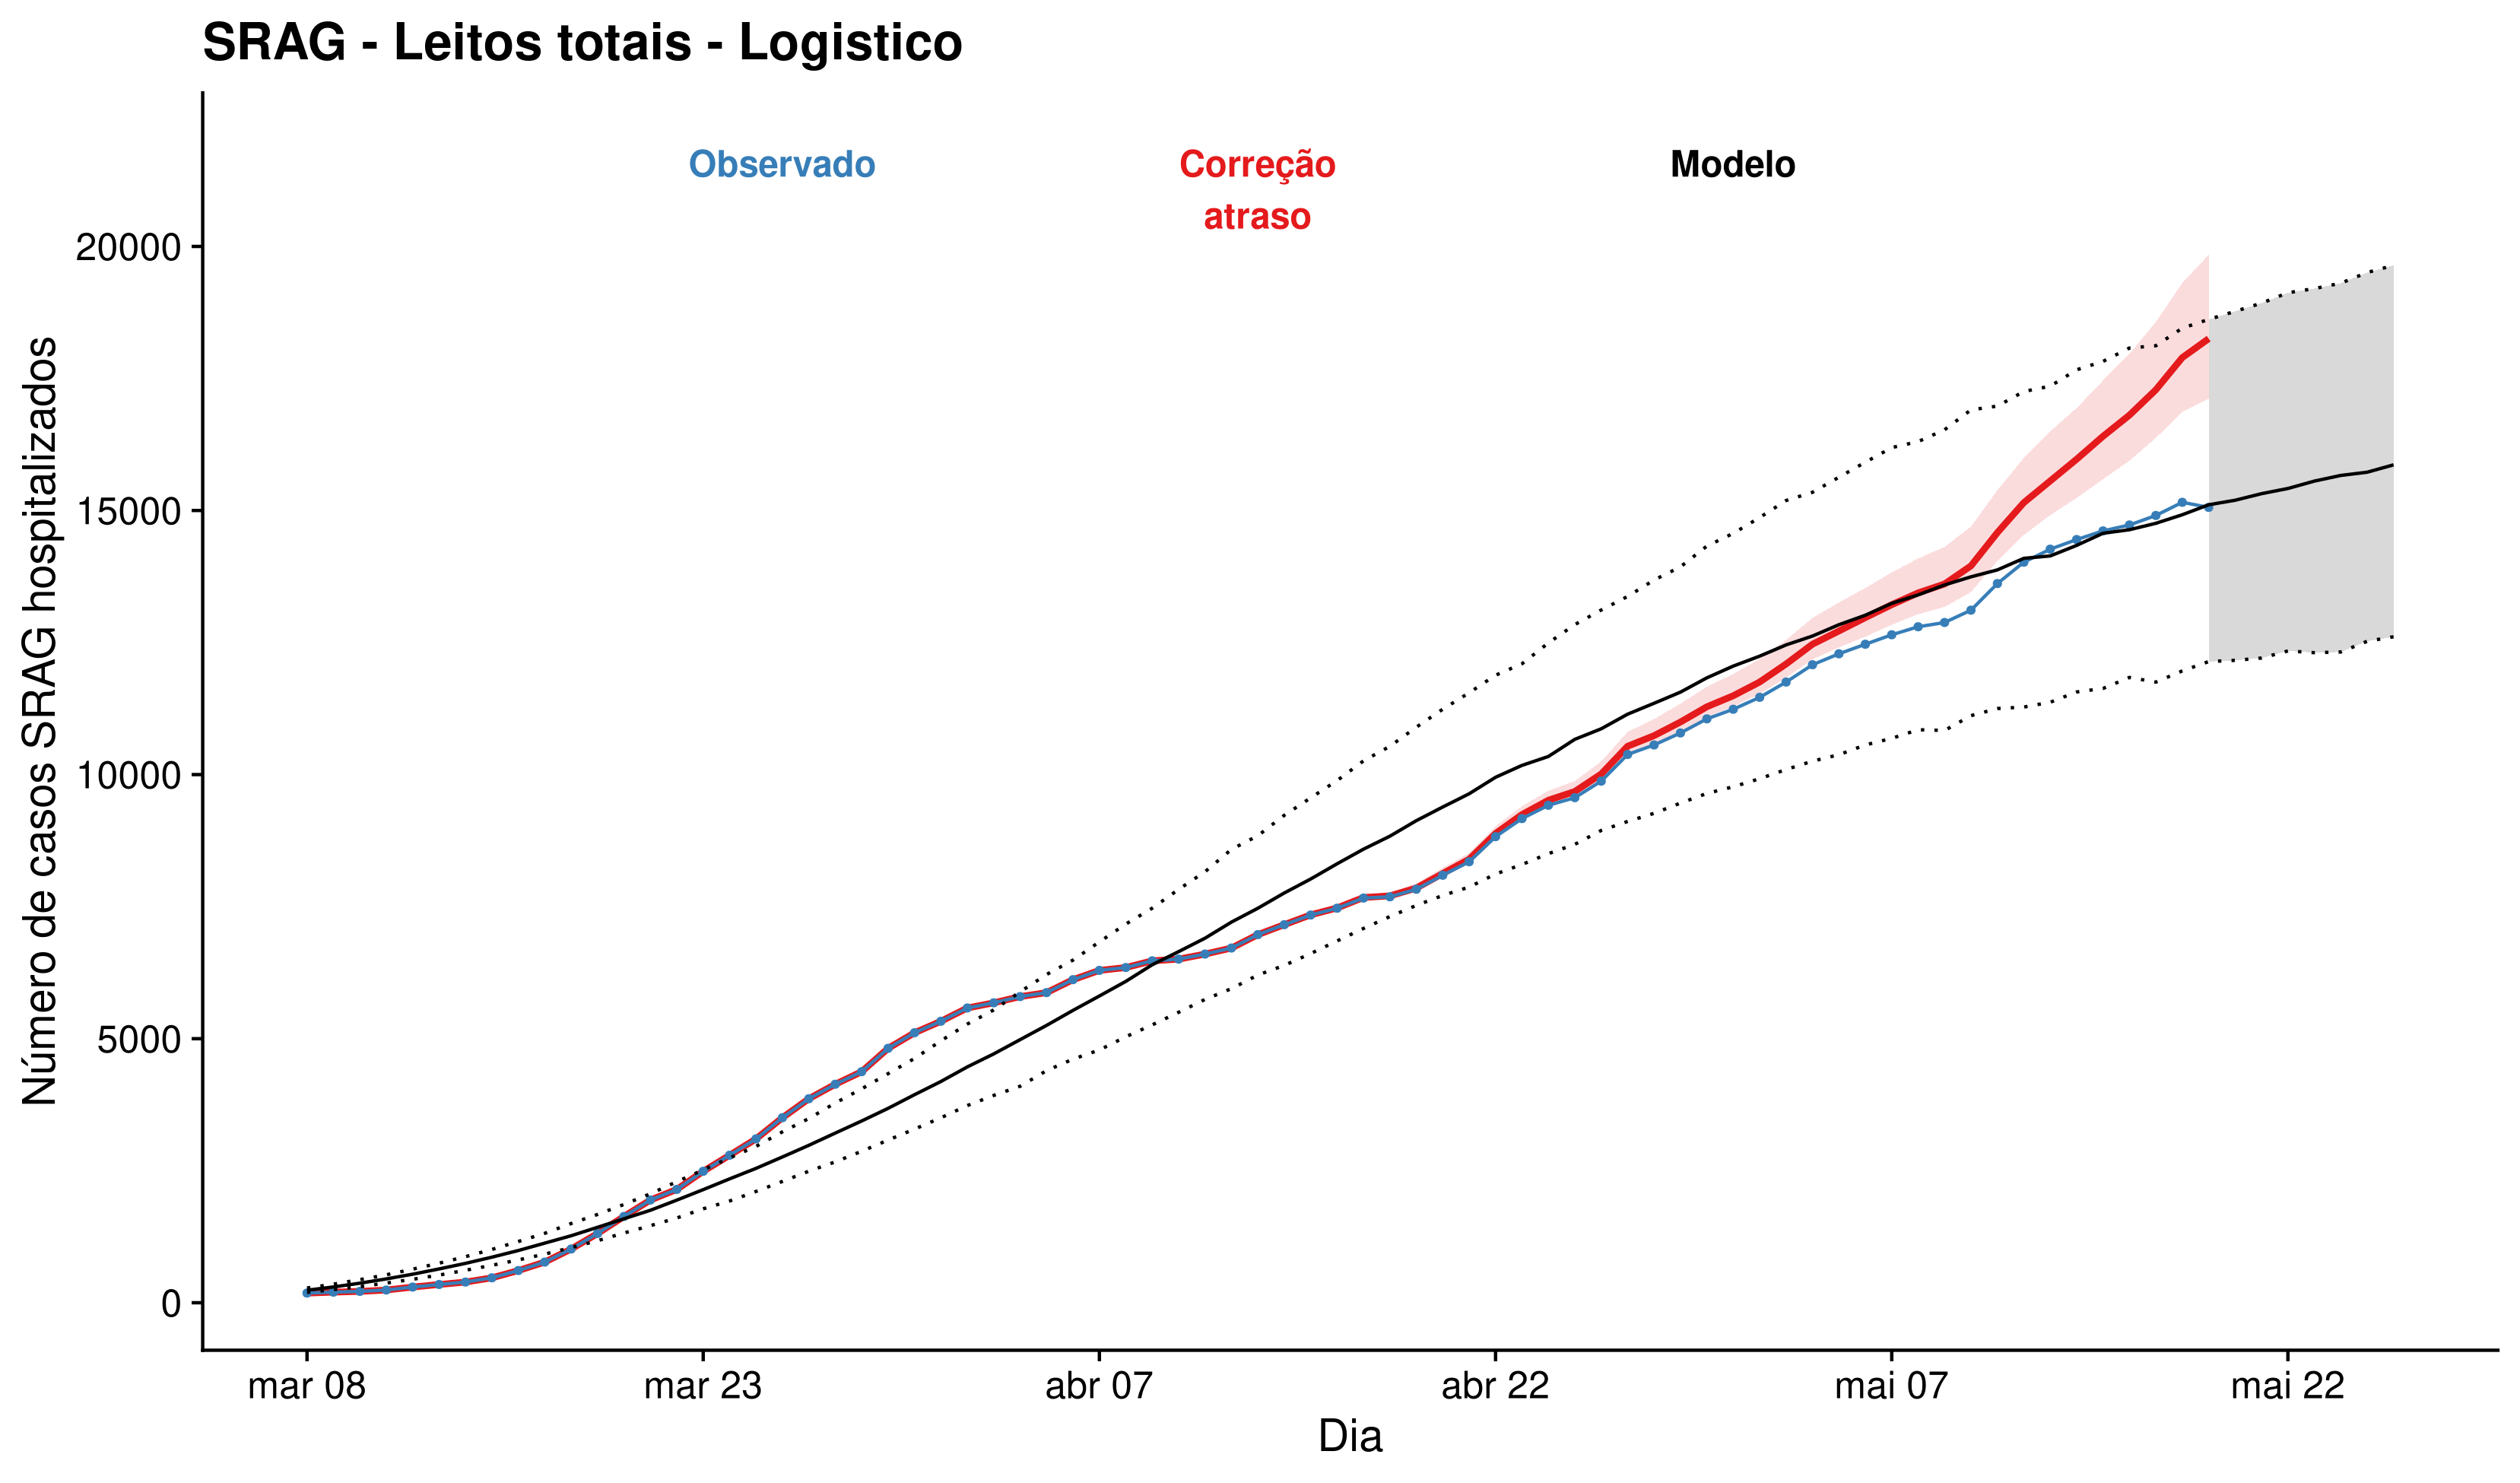 SRAG - Leitos totais - Logistico
Observado
Correção
atraso
Modelo
Número de casos SRAG hospitalizados
20000
15000
10000
5000
0
mar 08
mar 23
abr 07
abr 22
mai 07
mai 22
Dia